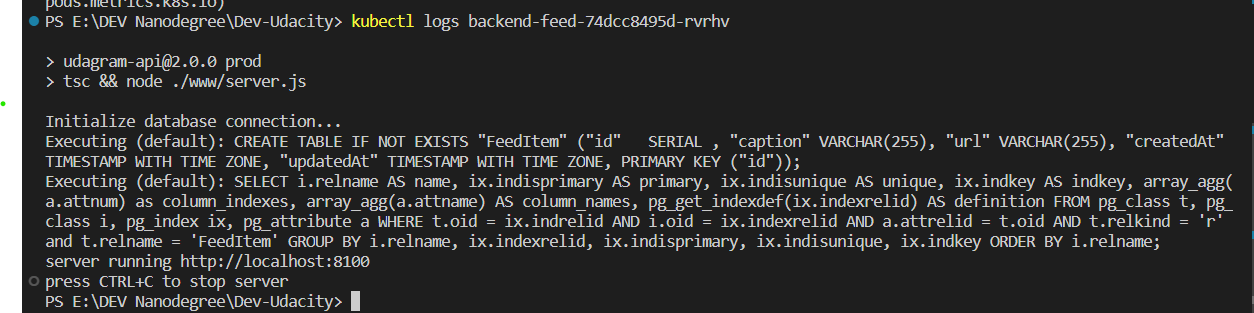 pods.metrics.k8s.io)
PS E:\DEV Nanodegree\Dev-Udacity> kubectl logs backend-feed-74dcc8495d-rvrhv
> udagram-api@2.0.0 prod
> tsc && node ./www/server.js
Initialize database connection...
Executing (default): CREATE TABLE IF NOT EXISTS "FeedItem" ("id"   SERIAL , "caption" VARCHAR(255), "url" VARCHAR(255), "createdAt"
TIMESTAMP WITH TIME ZONE, "updatedAt" TIMESTAMP WITH TIME ZONE, PRIMARY KEY ("id"));
Executing (default): SELECT i.relname AS name, ix.indisprimary AS primary, ix.indisunique AS unique, ix.indkey AS indkey, array_agg(
a.attnum) as column_indexes, array_agg(a.attname) AS column_names, pg_get_indexdef(ix.indexrelid) AS definition FROM pg_class t, pg_
class i, pg_index ix, pg_attribute a WHERE t.oid = ix.indrelid AND i.oid = ix.indexrelid AND a.attrelid = t.oid AND t.relkind = 'r'
and t.relname = 'FeedItem' GROUP BY i.relname, ix.indexrelid, ix.indisprimary, ix.indisunique, ix.indkey ORDER BY i.relname;
server running http://localhost:8100
press CTRL+C to stop server
PS E:\DEV Nanodegree\Dev-Udacity>